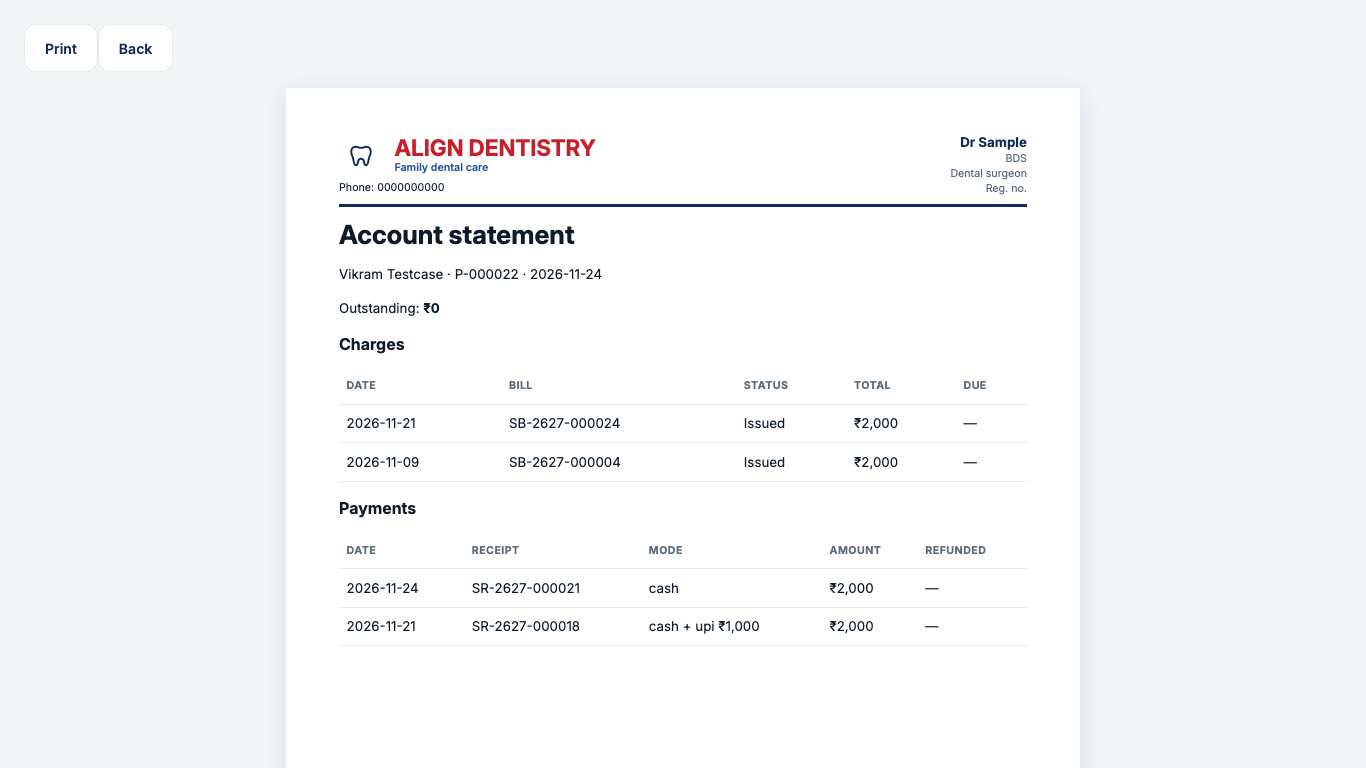 Print Back
ALIGN DENTISTRY
Family dental care
Phone: 0000000000
Dr Sample
BDS
Dental surgeon
Reg. no.
Account statement
Vikram Testcase · P-000022 · 2026-11-24
Outstanding: ₹0
Charges
DATE BILL STATUS TOTAL DUE
2026-11-21 SB-2627-000024 Issued ₹2,000 —
2026-11-09 SB-2627-000004 Issued ₹2,000 —
Payments
DATE RECEIPT MODE AMOUNT REFUNDED
2026-11-24 SR-2627-000021 cash ₹2,000 —
2026-11-21 SR-2627-000018 cash + upi ₹1,000 ₹2,000 —